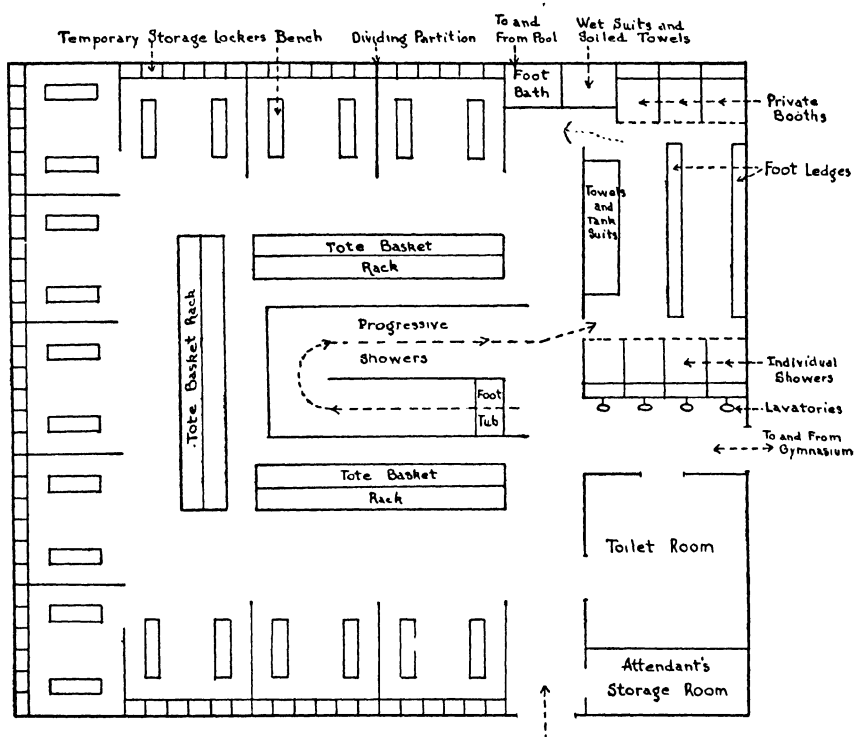 To and
From Pool
Wet Suits and
Soiled Towels
Temporary Storage Lockers
Bench
Dividing Partition
Foot
Bath
Private
Booths
Foot Ledges
Towels
and
Tank
Suits
Tote Basket
Rack
Tote Basket Rack
Progressive
Showers
Foot
Tub
Individual
Showers
Lavatories
To and From
Gymnasium
Tote Basket
Rack
Toilet Room
Attendant's
Storage Room